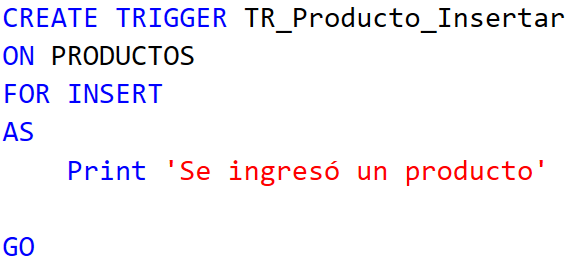 CREATE TRIGGER TR_Producto_Insertar
ON PRODUCTOS
FOR INSERT
AS
    Print 'Se ingresó un producto'
GO